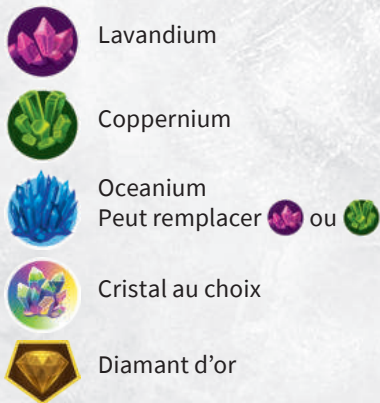 Lavandium
Coppernium
Oceanium
Peut remplacer ou
Cristal au choix
Diamant d'or